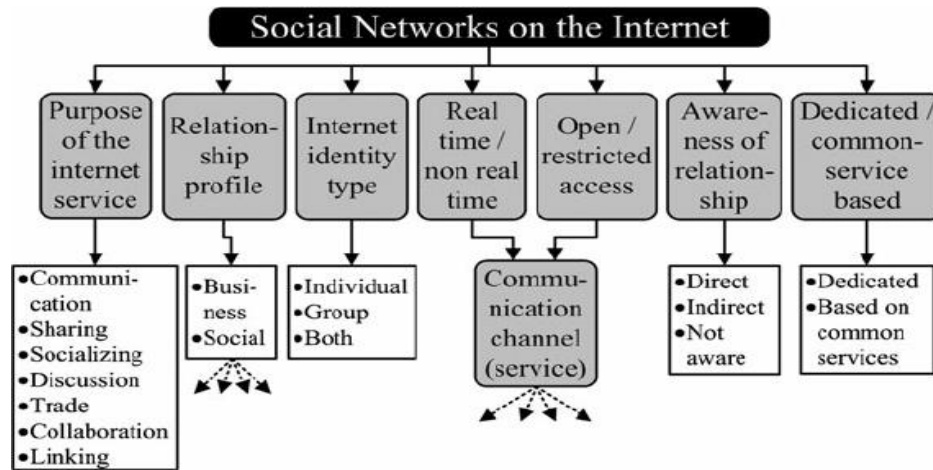 Social Networks on the Internet
Purpose
of the
internet
service
Relation-
ship
profile
Internet
identity
type
Real
time /
non real
time
Open /
restricted
access
Aware-
ness of
relation-
ship
Dedicated /
common-
service
based
•Communi-
cation
•Sharing
•Socializing
•Discussion
•Trade
•Collaboration
•Linking
•Busi-
ness
•Social
•Individual
•Group
•Both
Commu-
nication
channel
(service)
•Direct
•Indirect
•Not
aware
•Dedicated
•Based on
common
services